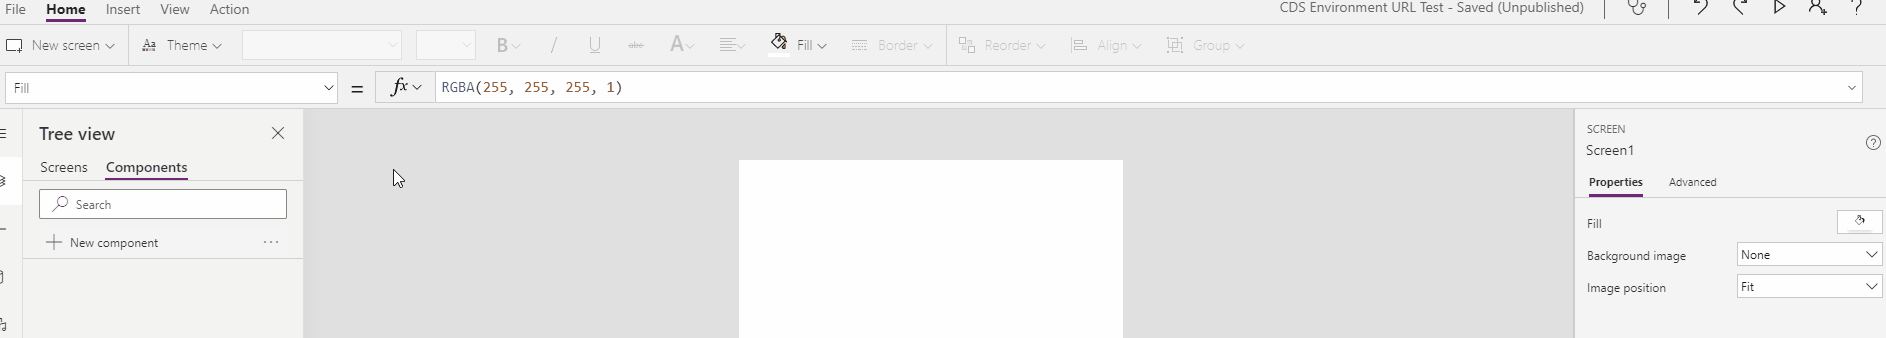 File Home Insert View Action CDS Environment URL Test - Saved (Unpublished) ?
New screen Aa Theme B / U abc A Fill Border Reorder Align Group
Fill = fx RGBA(255, 255, 255, 1)
Tree view
Screens Components
Search
New component ...
SCREEN
Screen1 ?
Properties Advanced
Fill
Background image None
Image position Fit